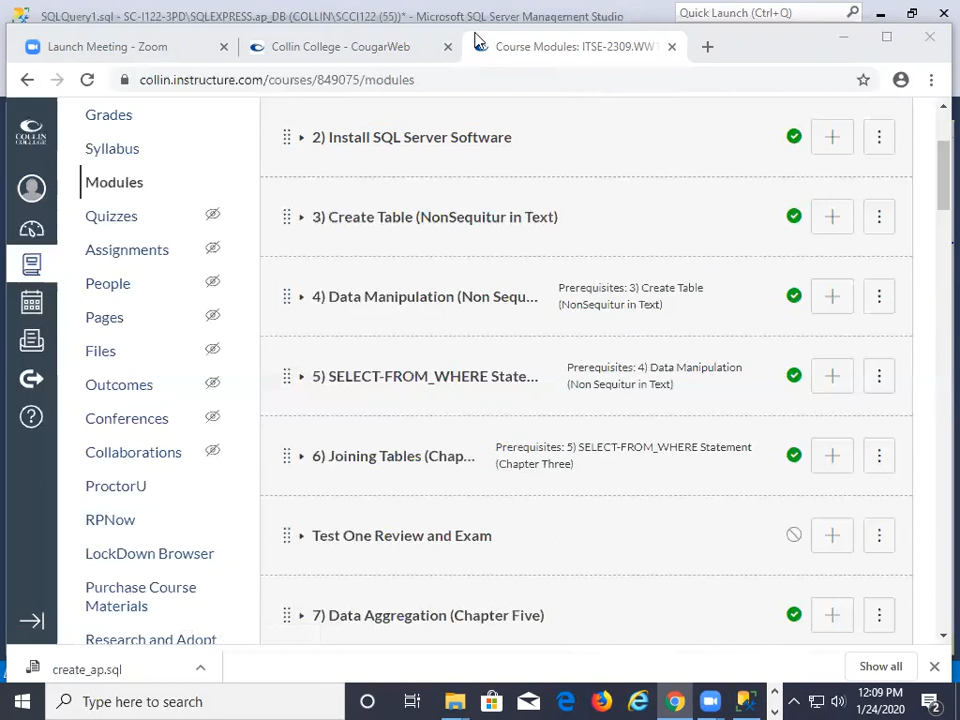 SQLQuery1.sql - SC-I122-3PD\SQLEXPRESS.ap_DB (COLLIN\SCCI122 (55))* - Microsoft SQL Server Management Studio
Quick Launch (Ctrl+Q)
Launch Meeting - Zoom
Collin College - CougarWeb
Course Modules: ITSE-2309.WW1
collin.instructure.com/courses/849075/modules
COLLIN
COLLEGE
Grades
Syllabus
Modules
Quizzes
Assignments
People
Pages
Files
Outcomes
Conferences
Collaborations
ProctorU
RPNow
LockDown Browser
Purchase Course
Materials
Research and Adopt
2) Install SQL Server Software
3) Create Table (NonSequitur in Text)
4) Data Manipulation (Non Sequ...
Prerequisites: 3) Create Table
(NonSequitur in Text)
5) SELECT-FROM_WHERE State...
Prerequisites: 4) Data Manipulation
(Non Sequitur in Text)
6) Joining Tables (Chap...
Prerequisites: 5) SELECT-FROM_WHERE Statement
(Chapter Three)
Test One Review and Exam
7) Data Aggregation (Chapter Five)
create_ap.sql
Show all
Type here to search
12:09 PM
1/24/2020
2